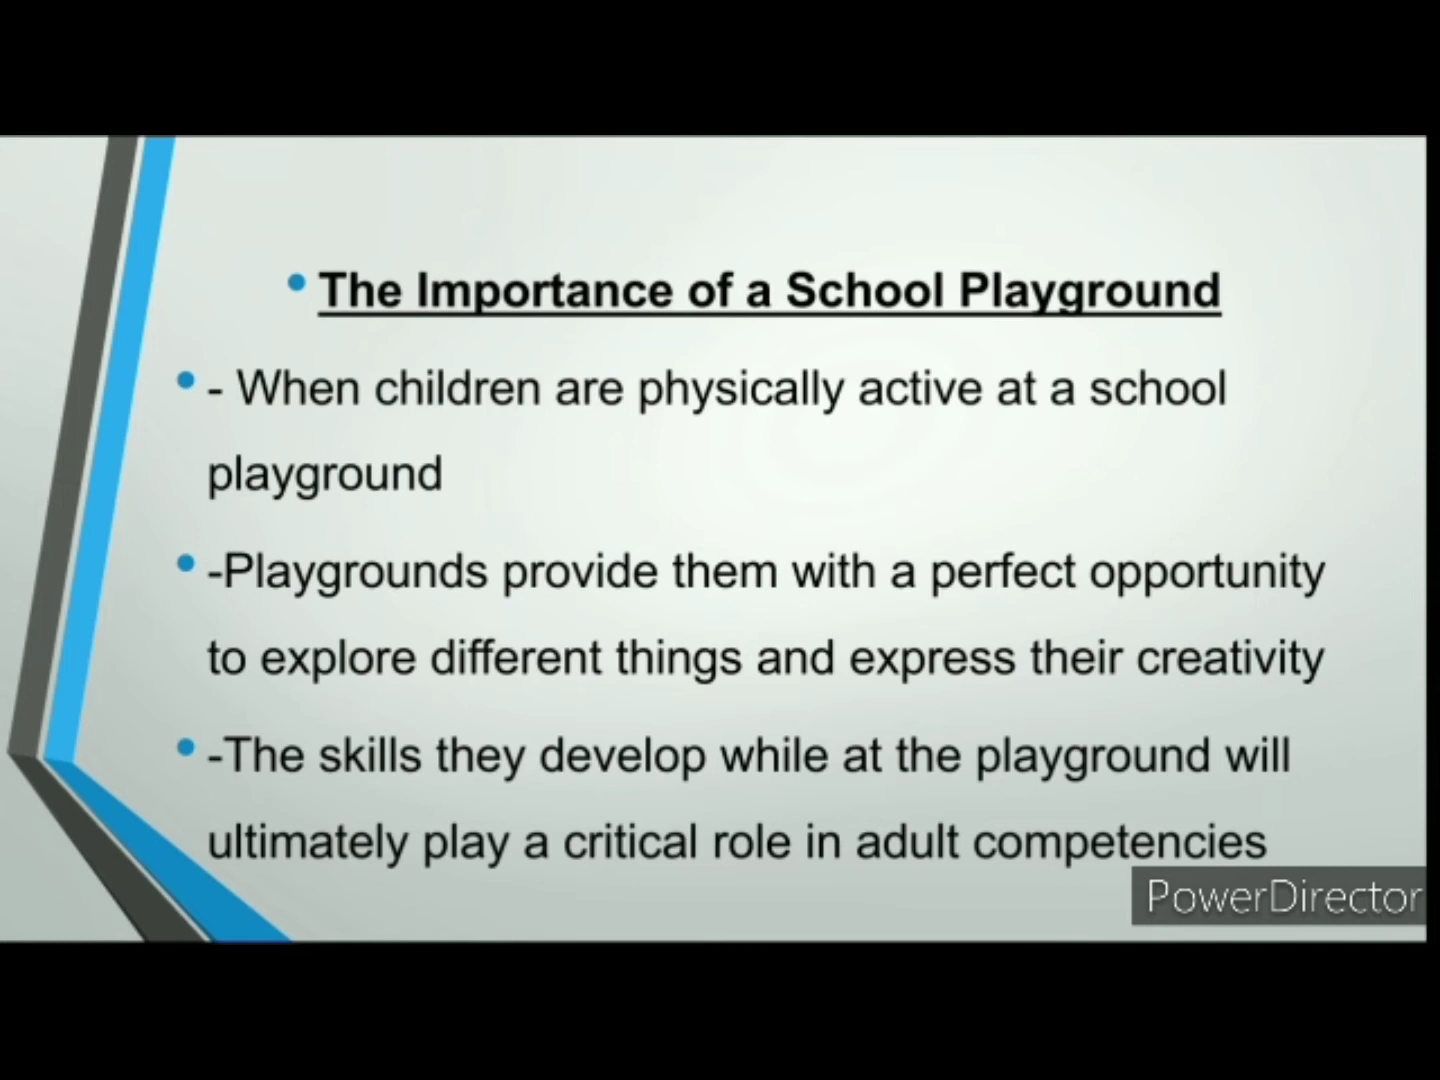 • The Importance of a School Playground
• - When children are physically active at a school
playground
• -Playgrounds provide them with a perfect opportunity
to explore different things and express their creativity
• -The skills they develop while at the playground will
ultimately play a critical role in adult competencies
PowerDirector